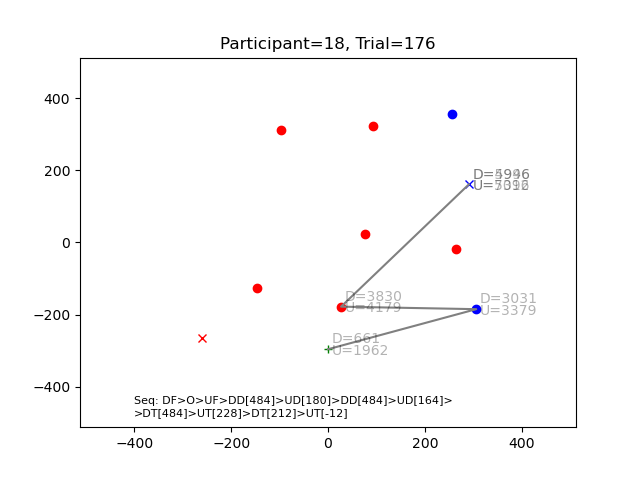 Participant=18, Trial=176
400
200
0
−200
−400
U=7312
D=3830
U=4179
D=3031
U=3379
D=661
U=1962
Seq: DF>O>UF>DD[484]>UD[180]>DD[484]>UD[164]>
>DT[484]>UT[228]>DT[212]>UT[-12]
−400
−200
0
200
400